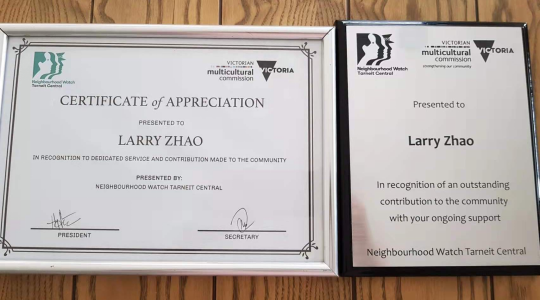 Neighbourhood Watch
Tarneit Central
VICTORIAN
multicultural
commission
VICTORIA
CERTIFICATE of APPRECIATION
PRESENTED TO
LARRY ZHAO
IN RECOGNITION TO DEDICATED SERVICE AND CONTRIBUTION MADE TO THE COMMUNITY
PRESENTED BY:
NEIGHBOURHOOD WATCH TARNEIT CENTRAL
PRESIDENT
SECRETARY
Neighbourhood Watch
Tarneit Central
VICTORIAN
multicultural
commission
strengthening our community
VICTORIA
Presented to
Larry Zhao
In recognition of an outstanding
contribution to the community
with your ongoing support
Neighbourhood Watch Tarneit Central